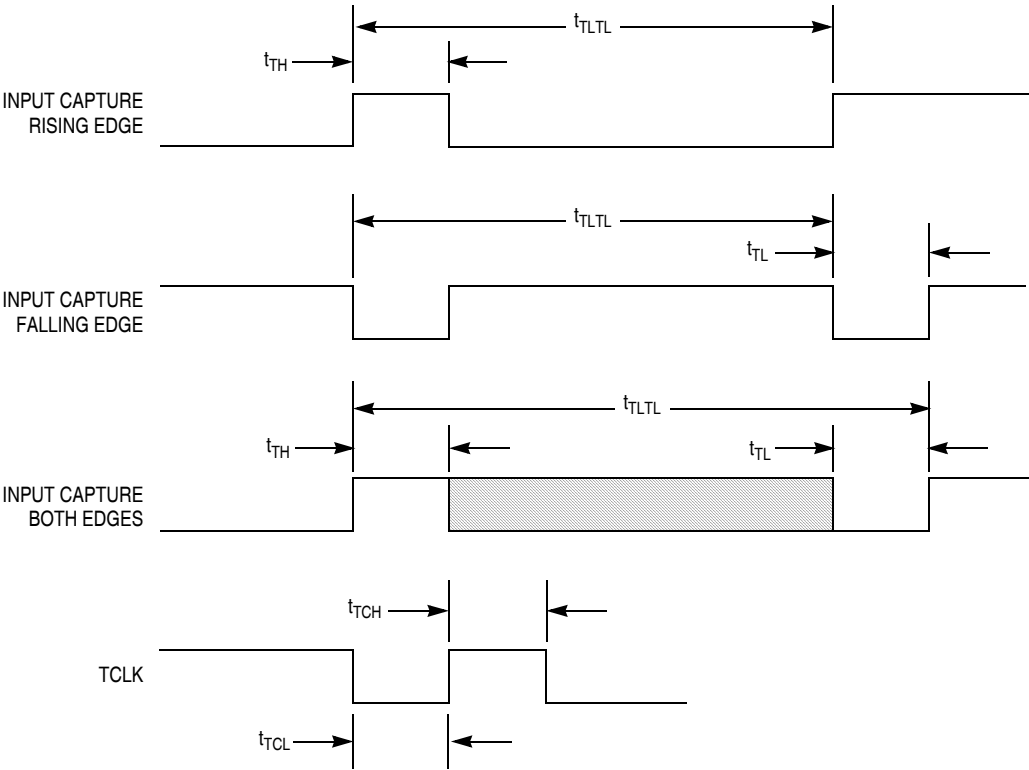 tTLTL
tTH
INPUT CAPTURE
RISING EDGE
tTLTL
tTL
INPUT CAPTURE
FALLING EDGE
tTLTL
tTH
tTL
INPUT CAPTURE
BOTH EDGES
tTCH
TCLK
tTCL